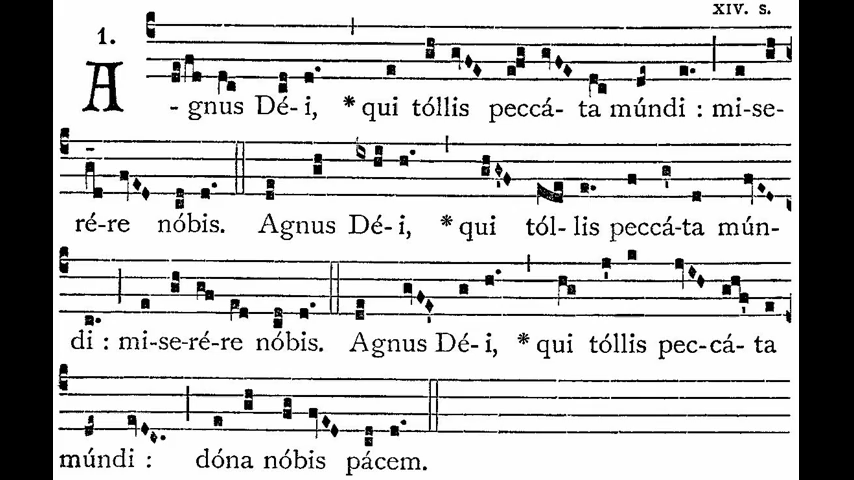 XIV. s.
1.
A - gnus Dé- i, * qui tóllis peccá- ta múndi : mi-se-
ré-re nóbis. Agnus Dé- i, * qui tól- lis peccá-ta mún-
di : mi-se-ré-re nóbis. Agnus Dé- i, * qui tóllis pec-cá- ta
múndi : dóna nóbis pácem.